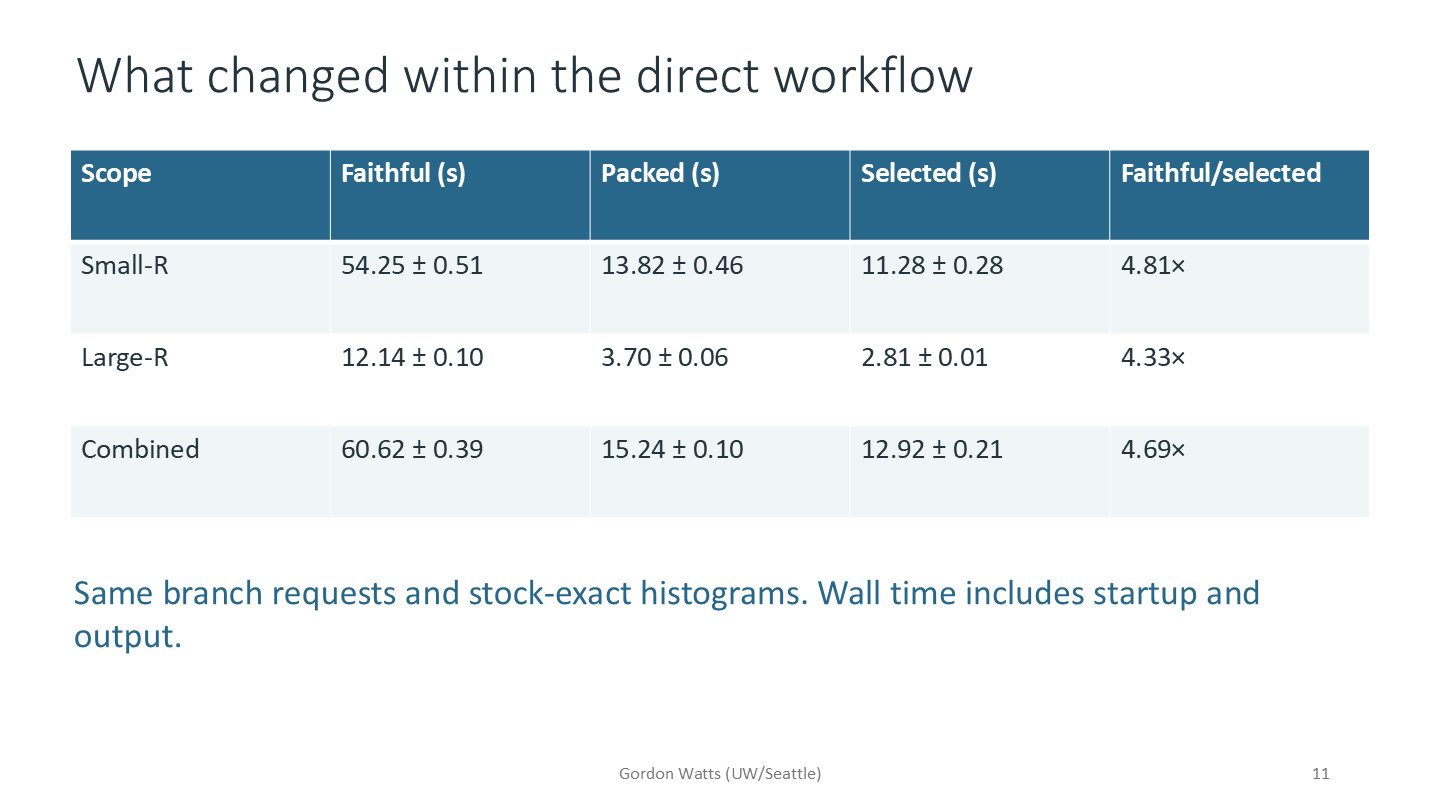 What changed within the direct workflow
Scope Faithful (s) Packed (s) Selected (s) Faithful/selected
Small-R 54.25 ± 0.51 13.82 ± 0.46 11.28 ± 0.28 4.81×
Large-R 12.14 ± 0.10 3.70 ± 0.06 2.81 ± 0.01 4.33×
Combined 60.62 ± 0.39 15.24 ± 0.10 12.92 ± 0.21 4.69×
Same branch requests and stock-exact histograms. Wall time includes startup and
output.
Gordon Watts (UW/Seattle) 11